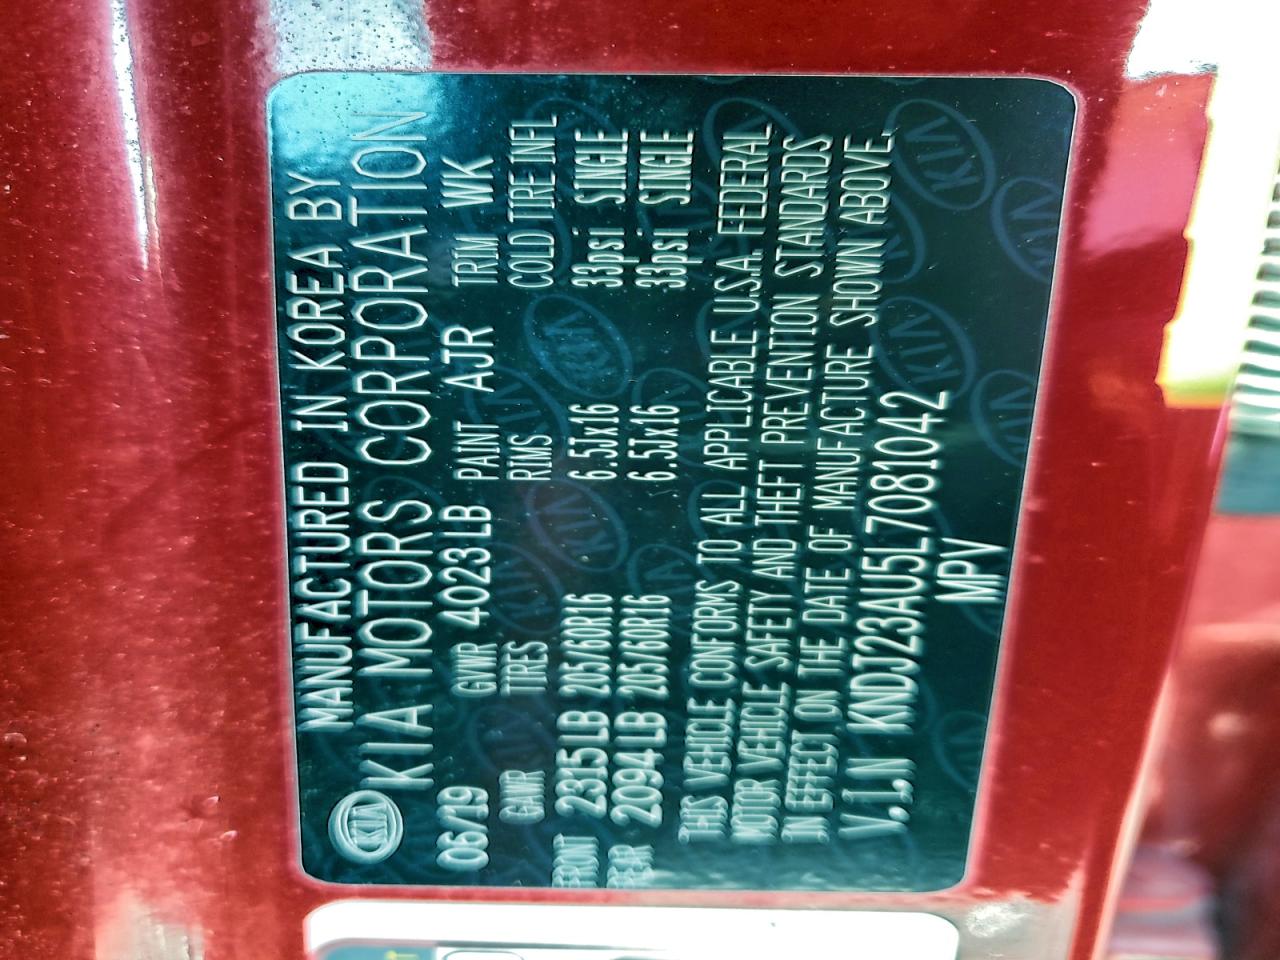 MANUFACTURED IN KOREA BY
KIA KIA MOTORS CORPORATION
06/19 GVWR 4023 LB PAINT AJR TRIM WK
GAWR TIRES RIMS COLD TIRE INFL
FRONT 2315 LB 205/60R16 6.5Jx16 33psi SINGLE
2094 LB 205/60R16 6.5Jx16 33psi SINGLE
THIS VEHICLE CONFORMS TO ALL APPLICABLE U.S.A. FEDERAL
MOTOR VEHICLE SAFETY AND THEFT PREVENTION STANDARDS
IN EFFECT ON THE DATE OF MANUFACTURE SHOWN ABOVE.
V.I.N KNDJ23AU5L7081042
MPV